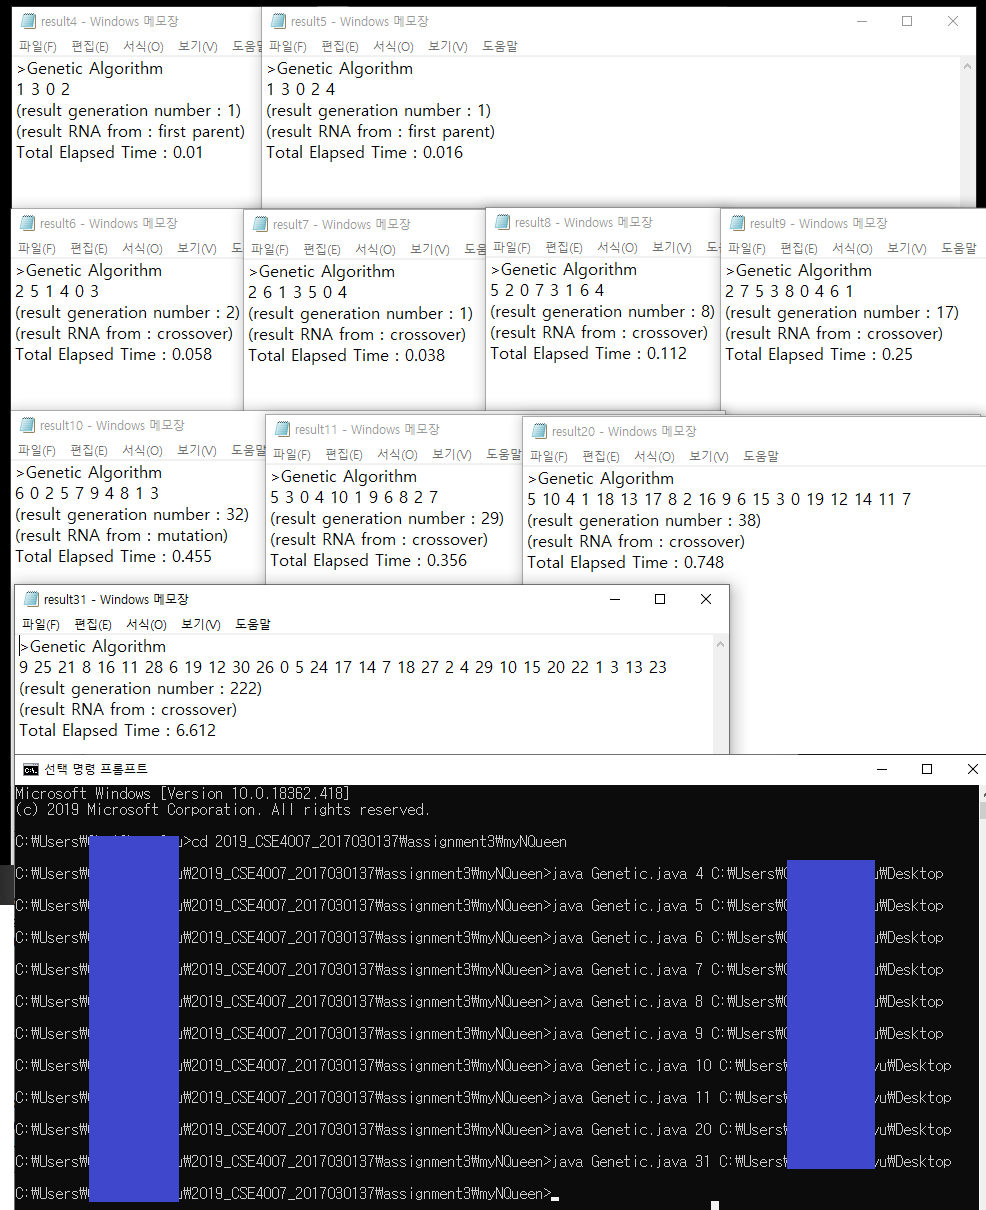 result4 - Windows 메모장
파일(F) 편집(E) 서식(O) 보기(V)
>Genetic Algorithm
1 3 0 2
(result generation number : 1)
(result RNA from : first parent)
Total Elapsed Time : 0.01
result5 - Windows 메모장
파일(F) 편집(E) 서식(O) 보기(V) 도움말
>Genetic Algorithm
1 3 0 2 4
(result generation number : 1)
(result RNA from : first parent)
Total Elapsed Time : 0.016
result6 - Windows 메모장
파일(F) 편집(E) 서식(O) 보기(V)
>Genetic Algorithm
2 5 1 4 0 3
(result generation number : 2)
(result RNA from : crossover)
Total Elapsed Time : 0.058
result7 - Windows 메모장
파일(F) 편집(E) 서식(O) 보기(V)
>Genetic Algorithm
2 6 1 3 5 0 4
(result generation number : 1)
(result RNA from : crossover)
Total Elapsed Time : 0.038
result8 - Windows 메모장
파일(F) 편집(E) 서식(O) 보기(V)
>Genetic Algorithm
5 2 0 7 3 1 6 4
(result generation number : 8)
(result RNA from : crossover)
Total Elapsed Time : 0.112
result9 - Windows 메모장
파일(F) 편집(E) 서식(O) 보기(V) 도움말
>Genetic Algorithm
2 7 5 3 8 0 4 6 1
(result generation number : 17)
(result RNA from : crossover)
Total Elapsed Time : 0.25
result10 - Windows 메모장
파일(F) 편집(E) 서식(O) 보기(V) 도움말
>Genetic Algorithm
6 0 2 5 7 9 4 8 1 3
(result generation number : 32)
(result RNA from : mutation)
Total Elapsed Time : 0.455
result11 - Windows 메모장
파일(F) 편집(E) 서식(O) 보기(V) 도움말
>Genetic Algorithm
5 3 0 4 10 1 9 6 8 2 7
(result generation number : 29)
(result RNA from : crossover)
Total Elapsed Time : 0.356
result20 - Windows 메모장
파일(F) 편집(E) 서식(O) 보기(V) 도움말
>Genetic Algorithm
5 10 4 1 18 13 17 8 2 16 9 6 15 3 0 19 12 14 11 7
(result generation number : 38)
(result RNA from : crossover)
Total Elapsed Time : 0.748
result31 - Windows 메모장
파일(F) 편집(E) 서식(O) 보기(V) 도움말
>Genetic Algorithm
9 25 21 8 16 11 28 6 19 12 30 26 0 5 24 17 14 7 18 27 2 4 29 10 15 20 22 1 3 13 23
(result generation number : 222)
(result RNA from : crossover)
Total Elapsed Time : 6.612
선택 명령 프롬프트
Microsoft Windows [Version 10.0.18362.418]
(c) 2019 Microsoft Corporation. All rights reserved.
C:₩Users₩ >cd 2019_CSE4007_2017030137₩assignment3₩myNQueen
C:₩Users₩ u₩2019_CSE4007_2017030137₩assignment3₩myNQueen>java Genetic.java 4 C:₩Users₩ u₩Desktop
C:₩Users₩ u₩2019_CSE4007_2017030137₩assignment3₩myNQueen>java Genetic.java 5 C:₩Users₩ u₩Desktop
C:₩Users₩ u₩2019_CSE4007_2017030137₩assignment3₩myNQueen>java Genetic.java 6 C:₩Users₩ u₩Desktop
C:₩Users₩ u₩2019_CSE4007_2017030137₩assignment3₩myNQueen>java Genetic.java 7 C:₩Users₩ u₩Desktop
C:₩Users₩ u₩2019_CSE4007_2017030137₩assignment3₩myNQueen>java Genetic.java 8 C:₩Users₩ u₩Desktop
C:₩Users₩ u₩2019_CSE4007_2017030137₩assignment3₩myNQueen>java Genetic.java 9 C:₩Users₩ u₩Desktop
C:₩Users₩ u₩2019_CSE4007_2017030137₩assignment3₩myNQueen>java Genetic.java 10 C:₩Users₩ yu₩Desktop
C:₩Users₩ u₩2019_CSE4007_2017030137₩assignment3₩myNQueen>java Genetic.java 11 C:₩Users₩ yu₩Desktop
C:₩Users₩ u₩2019_CSE4007_2017030137₩assignment3₩myNQueen>java Genetic.java 20 C:₩Users₩ yu₩Desktop
C:₩Users₩ u₩2019_CSE4007_2017030137₩assignment3₩myNQueen>java Genetic.java 31 C:₩Users₩ yu₩Desktop
C:₩Users₩ u₩2019_CSE4007_2017030137₩assignment3₩myNQueen>